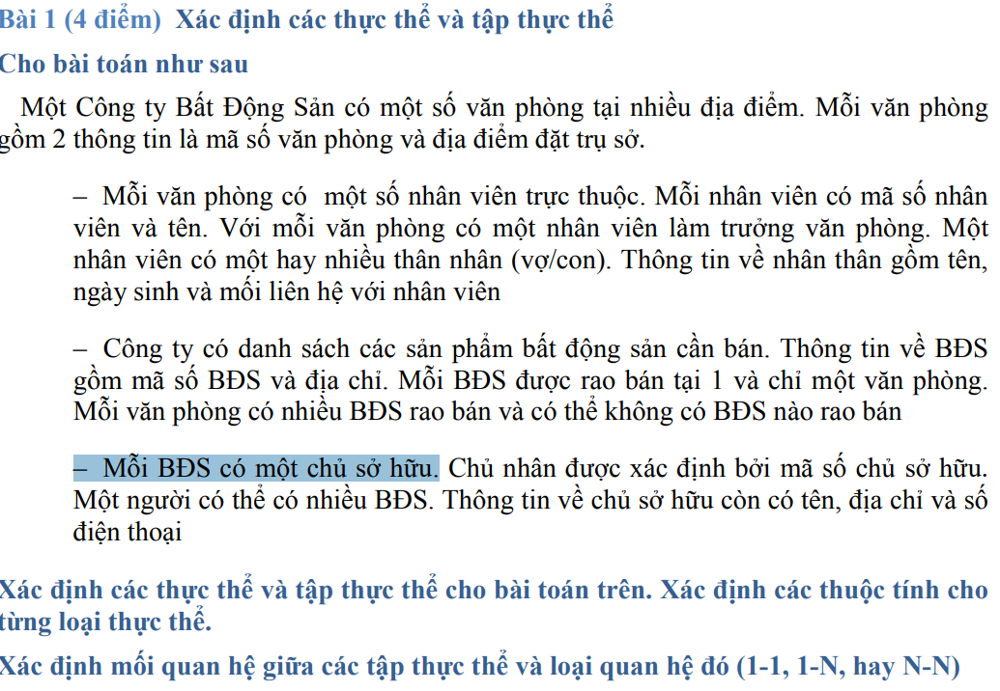 Bài 1 (4 điểm) Xác định các thực thể và tập thực thể
Cho bài toán như sau
Một Công ty Bất Động Sản có một số văn phòng tại nhiều địa điểm. Mỗi văn phòng
gồm 2 thông tin là mã số văn phòng và địa điểm đặt trụ sở.
– Mỗi văn phòng có một số nhân viên trực thuộc. Mỗi nhân viên có mã số nhân
viên và tên. Với mỗi văn phòng có một nhân viên làm trưởng văn phòng. Một
nhân viên có một hay nhiều thân nhân (vợ/con). Thông tin về nhân thân gồm tên,
ngày sinh và mối liên hệ với nhân viên
– Công ty có danh sách các sản phẩm bất động sản cần bán. Thông tin về BĐS
gồm mã số BĐS và địa chỉ. Mỗi BĐS được rao bán tại 1 và chỉ một văn phòng.
Mỗi văn phòng có nhiều BĐS rao bán và có thể không có BĐS nào rao bán
– Mỗi BĐS có một chủ sở hữu. Chủ nhân được xác định bởi mã số chủ sở hữu.
Một người có thể có nhiều BĐS. Thông tin về chủ sở hữu còn có tên, địa chỉ và số
điện thoại
Xác định các thực thể và tập thực thể cho bài toán trên. Xác định các thuộc tính cho
từng loại thực thể.
Xác định mối quan hệ giữa các tập thực thể và loại quan hệ đó (1-1, 1-N, hay N-N)